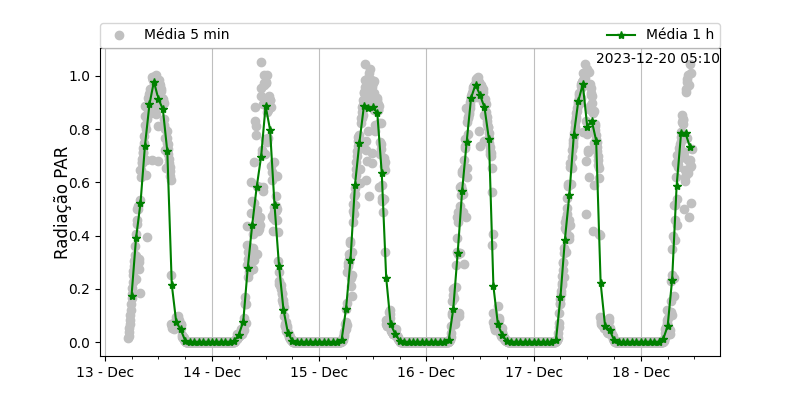 Média 5 min
Média 1 h
2023-12-20 05:10
Radiação PAR
1.0
0.8
0.6
0.4
0.2
0.0
13 - Dec
14 - Dec
15 - Dec
16 - Dec
17 - Dec
18 - Dec